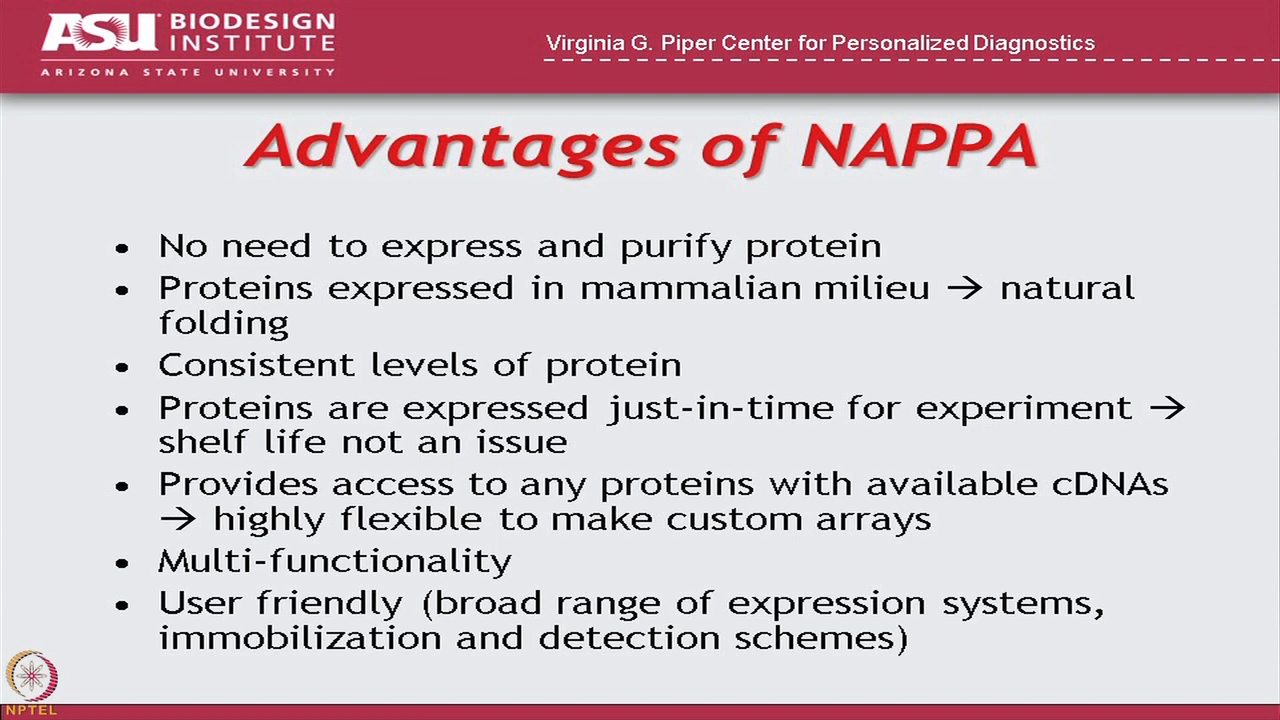 ASU BIODESIGN INSTITUTE
ARIZONA STATE UNIVERSITY
Virginia G. Piper Center for Personalized Diagnostics
Advantages of NAPPA
• No need to express and purify protein
• Proteins expressed in mammalian milieu → natural
folding
• Consistent levels of protein
• Proteins are expressed just-in-time for experiment →
shelf life not an issue
• Provides access to any proteins with available cDNAs
→ highly flexible to make custom arrays
• Multi-functionality
• User friendly (broad range of expression systems,
immobilization and detection schemes)
NPTEL